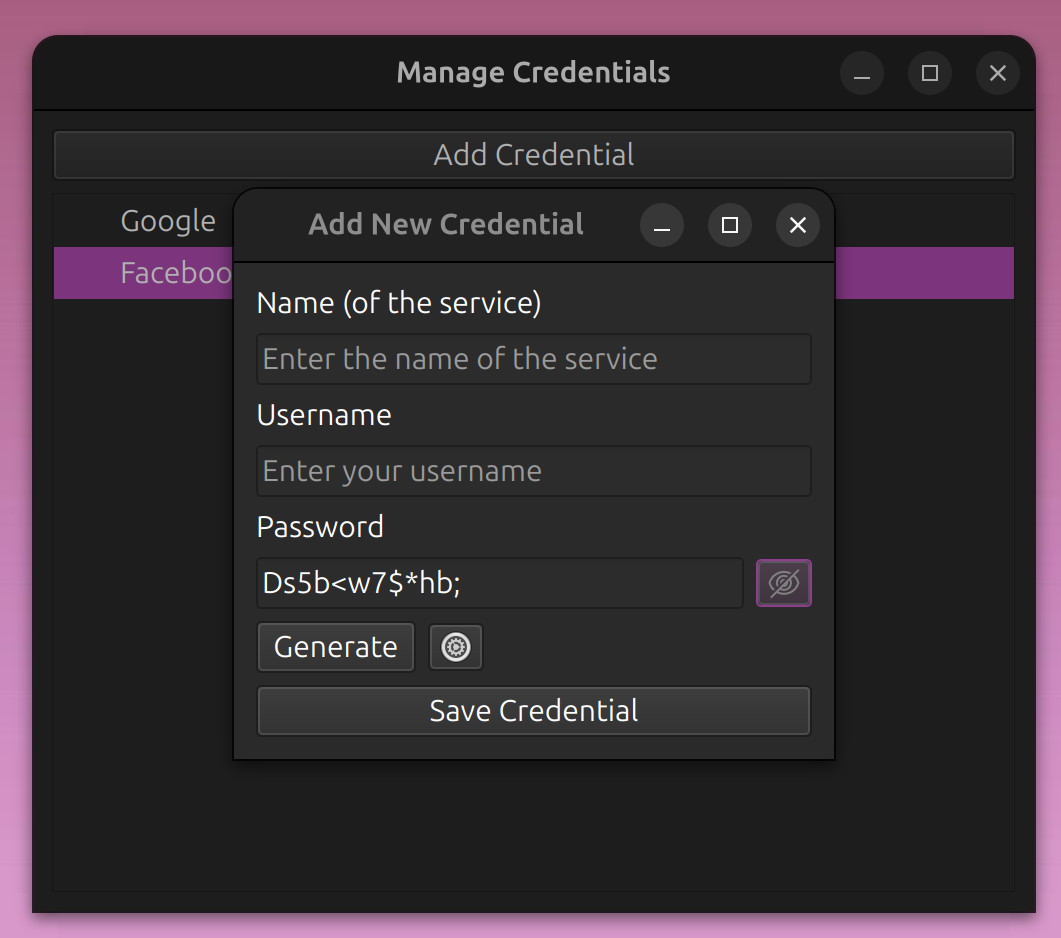 Manage Credentials
Add Credential
Google
Faceboo
Add New Credential
Name (of the service)
Enter the name of the service
Username
Enter your username
Password
Ds5b<w7$*hb;
Generate
Save Credential